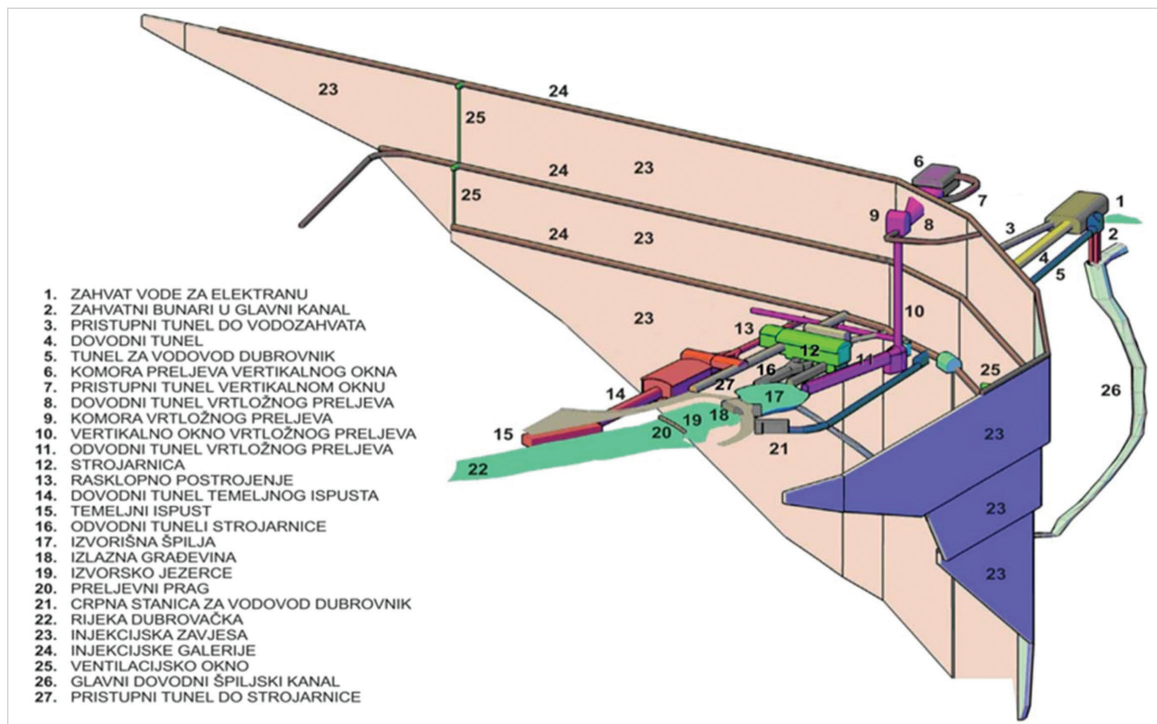 23
24
25
24
23
25
24
23
6
7
9
8
1
3
2
4
5
10
23
13
12
11
16
27
14
17
25
26
18
19
15
20
21
23
22
23
23
1. ZAHVAT VODE ZA ELEKTRANU
2. ZAHVATNI BUNARI U GLAVNI KANAL
3. PRISTUPNI TUNEL DO VODOZAHVATA
4. DOVODNI TUNEL
5. TUNEL ZA VODOVOD DUBROVNIK
6. KOMORA PRELJEVA VERTIKALNOG OKNA
7. PRISTUPNI TUNEL VERTIKALNOM OKNU
8. DOVODNI TUNEL VRTLOŽNOG PRELJEVA
9. KOMORA VRTLOŽNOG PRELJEVA
10. VERTIKALNO OKNO VRTLOŽNOG PRELJEVA
11. ODVODNI TUNEL VRTLOŽNOG PRELJEVA
12. STROJARNICA
13. RASKLOPNO POSTROJENJE
14. DOVODNI TUNEL TEMELJNOG ISPUSTA
15. TEMELJNI ISPUST
16. ODVODNI TUNELI STROJARNICE
17. IZVORIŠNA ŠPILJA
18. IZLAZNA GRAĐEVINA
19. IZVORSKO JEZERCE
20. PRELJEVNI PRAG
21. CRPNA STANICA ZA VODOVOD DUBROVNIK
22. RIJEKA DUBROVAČKA
23. INJEKCIJSKA ZAVJESA
24. INJEKCIJSKE GALERIJE
25. VENTILACIJSKO OKNO
26. GLAVNI DOVODNI ŠPILJSKI KANAL
27. PRISTUPNI TUNEL DO STROJARNICE